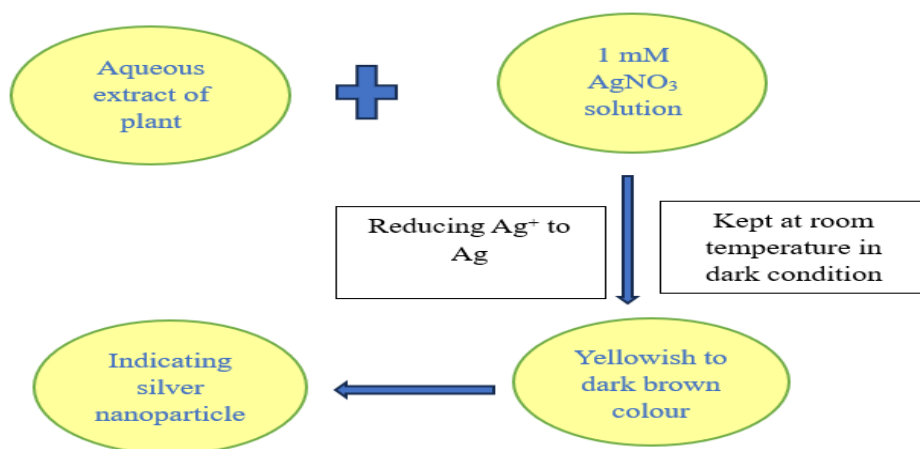 Aqueous
extract of
plant
1 mM
AgNO₃
solution
Reducing Ag⁺ to
Ag
Kept at room
temperature in
dark condition
Indicating
silver
nanoparticle
Yellowish to
dark brown
colour